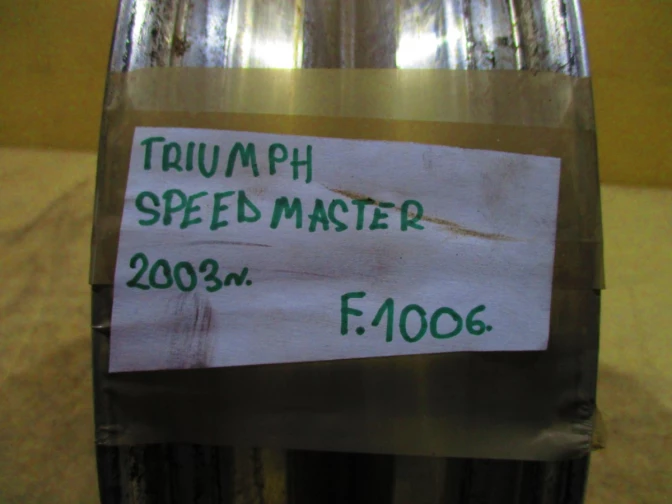 TRIUMPH
SPEEDMASTER
2003r.
F.1006.